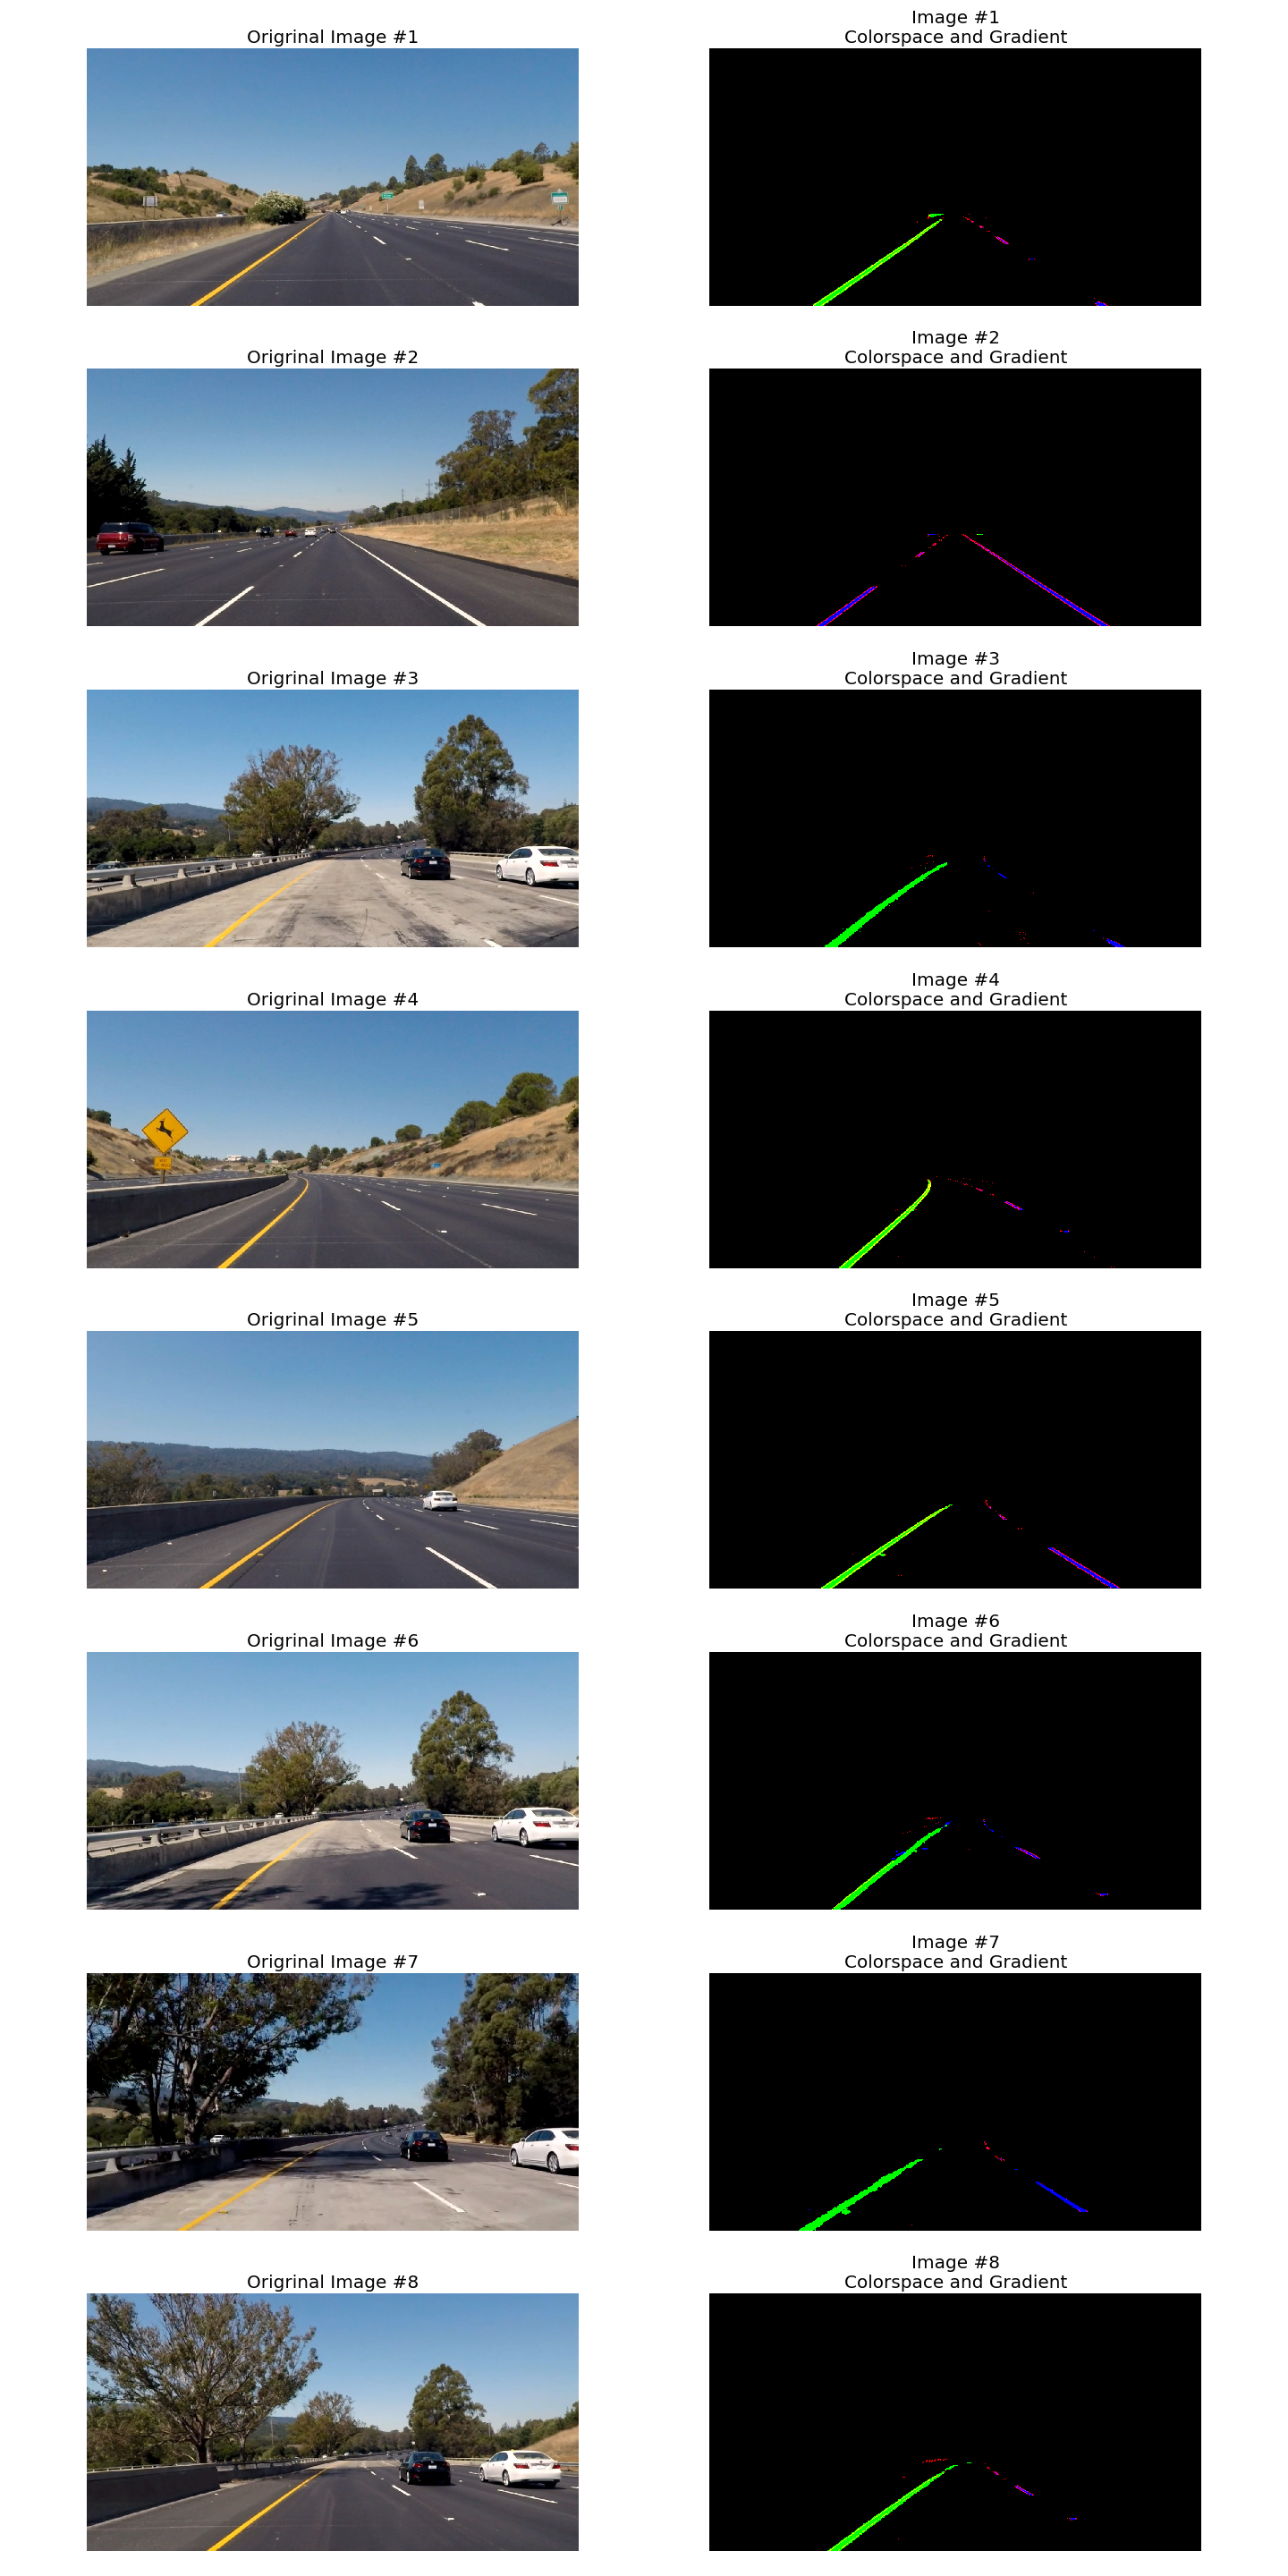 Origrinal Image #1
Image #1
Colorspace and Gradient
Origrinal Image #2
Image #2
Colorspace and Gradient
Origrinal Image #3
Image #3
Colorspace and Gradient
Origrinal Image #4
Image #4
Colorspace and Gradient
Origrinal Image #5
Image #5
Colorspace and Gradient
Origrinal Image #6
Image #6
Colorspace and Gradient
Origrinal Image #7
Image #7
Colorspace and Gradient
Origrinal Image #8
Image #8
Colorspace and Gradient